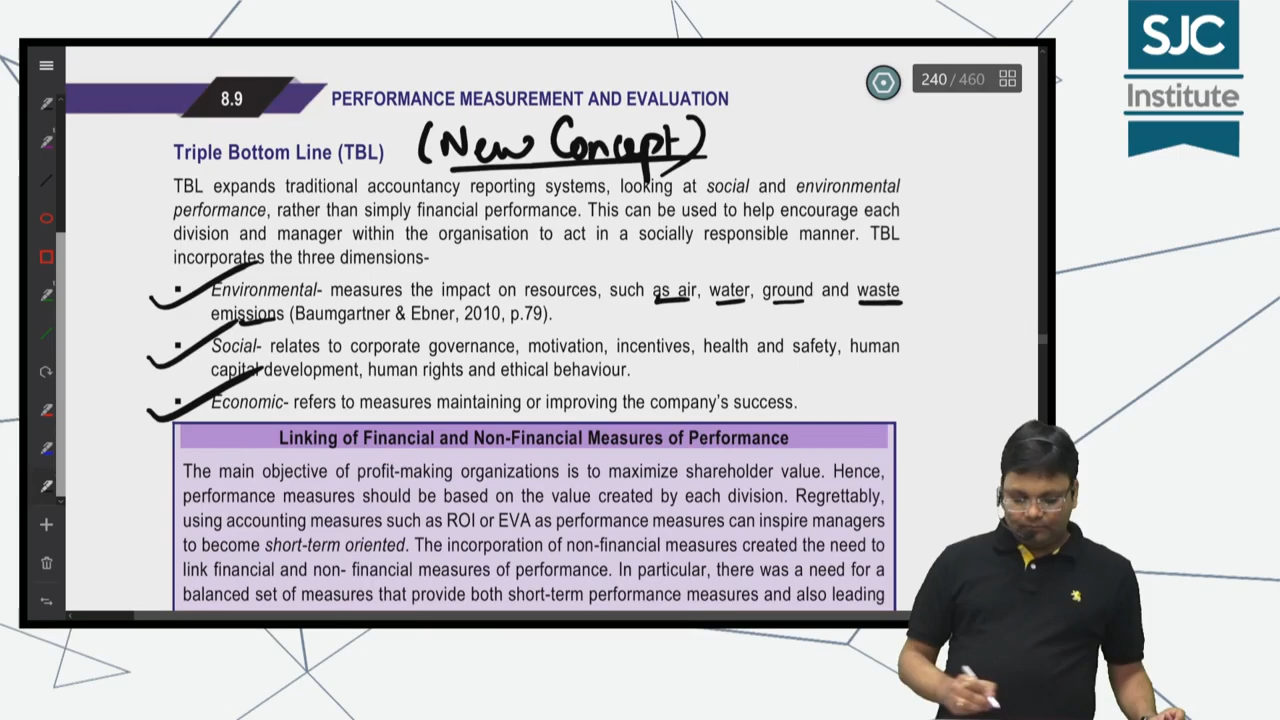 SJC
Institute
240 / 460
8.9
PERFORMANCE MEASUREMENT AND EVALUATION
Triple Bottom Line (TBL)
(New Concept)
TBL expands traditional accountancy reporting systems, looking at social and environmental
performance, rather than simply financial performance. This can be used to help encourage each
division and manager within the organisation to act in a socially responsible manner. TBL
incorporates the three dimensions-
▪ Environmental- measures the impact on resources, such as air, water, ground and waste
emissions (Baumgartner & Ebner, 2010, p.79).
▪ Social- relates to corporate governance, motivation, incentives, health and safety, human
capital development, human rights and ethical behaviour.
▪ Economic- refers to measures maintaining or improving the company's success.
Linking of Financial and Non-Financial Measures of Performance
The main objective of profit-making organizations is to maximize shareholder value. Hence,
performance measures should be based on the value created by each division. Regrettably,
using accounting measures such as ROI or EVA as performance measures can inspire managers
to become short-term oriented. The incorporation of non-financial measures created the need to
link financial and non- financial measures of performance. In particular, there was a need for a
balanced set of measures that provide both short-term performance measures and also leading